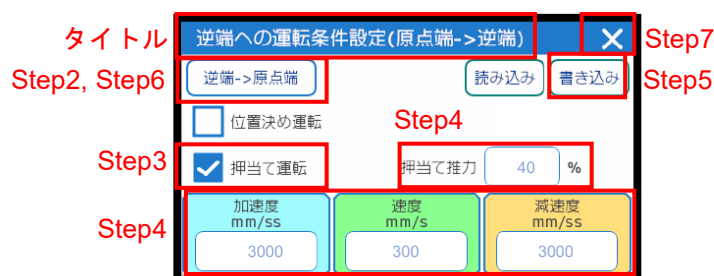 タイトル 逆端への運転条件設定(原点端->逆端) Step7
Step2, Step6 逆端->原点端 読み込み 書き込み Step5
位置決め運転 Step4
Step3 押当て運転 押当て推力 40 %
Step4 加速度 速度 減速度
mm/ss mm/s mm/ss
3000 300 3000